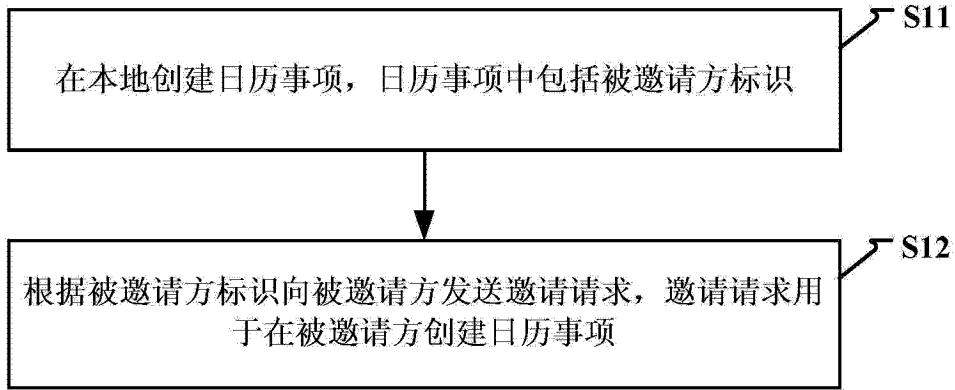 S11
在本地创建日历事项，日历事项中包括被邀请方标识
S12
根据被邀请方标识向被邀请方发送邀请请求，邀请请求用
于在被邀请方创建日历事项